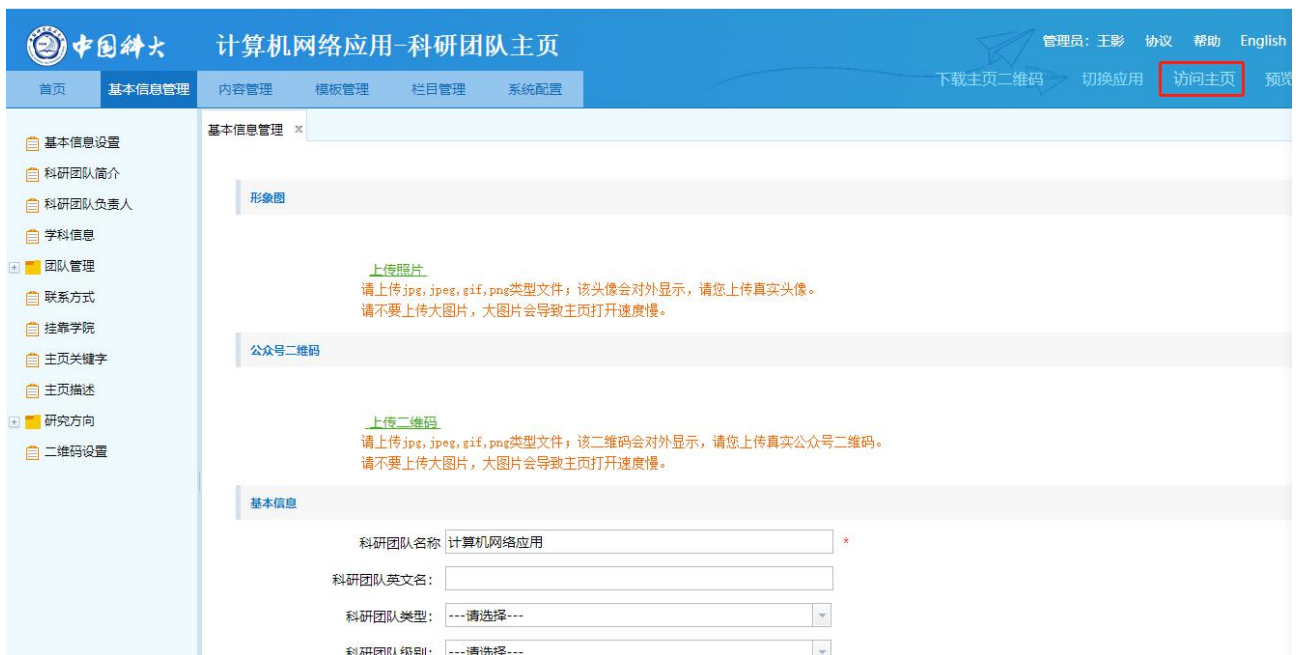 中国科大 计算机网络应用-科研团队主页 管理员：王影 协议 帮助 English
下载主页二维码 切换应用 访问主页 预览
首页 基本信息管理 内容管理 模板管理 栏目管理 系统配置
基本信息管理 ×
基本信息设置
科研团队简介
科研团队负责人
学科信息
团队管理
联系方式
挂靠学院
主页关键字
主页描述
研究方向
二维码设置
形象图
上传照片
请上传jpg,jpeg,gif,png类型文件；该头像会对外显示，请您上传真实头像。
请不要上传大图片，大图片会导致主页打开速度慢。
公众号二维码
上传二维码
请上传jpg,jpeg,gif,png类型文件；该二维码会对外显示，请您上传真实公众号二维码。
请不要上传大图片，大图片会导致主页打开速度慢。
基本信息
科研团队名称 计算机网络应用 *
科研团队英文名：
科研团队类型： ---请选择---
科研团队级别： ---请选择---